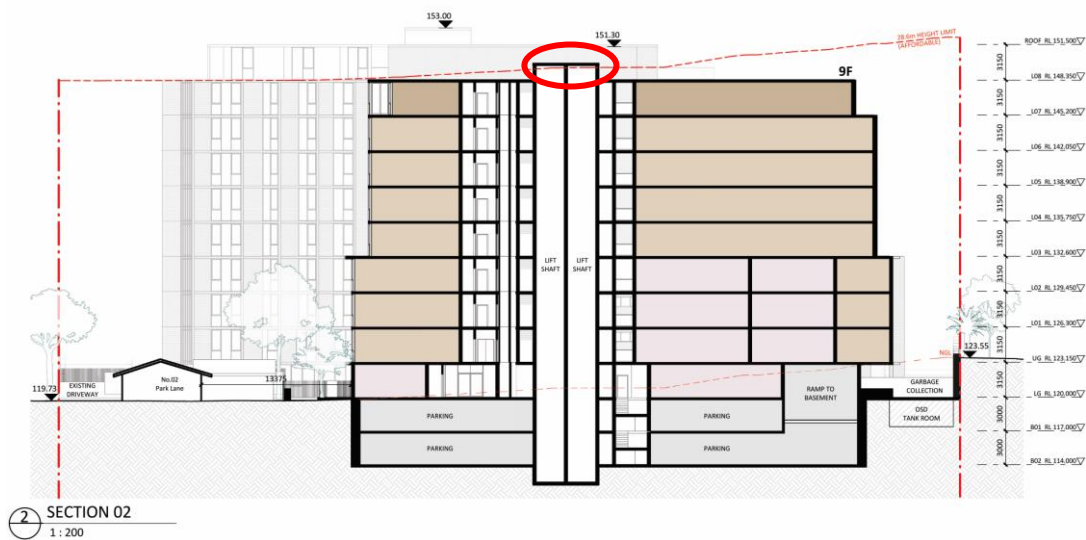 153.00
151.30
28.6m HEIGHT LIMIT
(AFFORDABLE)
ROOF RL 151,500
3150
9F
L08 RL 148,350
3150
L07 RL 145,200
3150
L06 RL 142,050
3150
L05 RL 138,900
3150
L04 RL 135,750
3150
LIFT
SHAFT
LIFT
SHAFT
L03 RL 132,600
3150
L02 RL 129,450
3150
L01 RL 126,300
3150
123.55
NGL
UG RL 123,150
3150
No.02
Park Lane
13375
EXISTING
DRIVEWAY
119.73
RAMP TO
BASEMENT
GARBAGE
COLLECTION
LG RL 120,000
3000
PARKING
PARKING
OSD
TANK ROOM
B01 RL 117,000
3000
PARKING
PARKING
B02 RL 114,000
2 SECTION 02
1 : 200